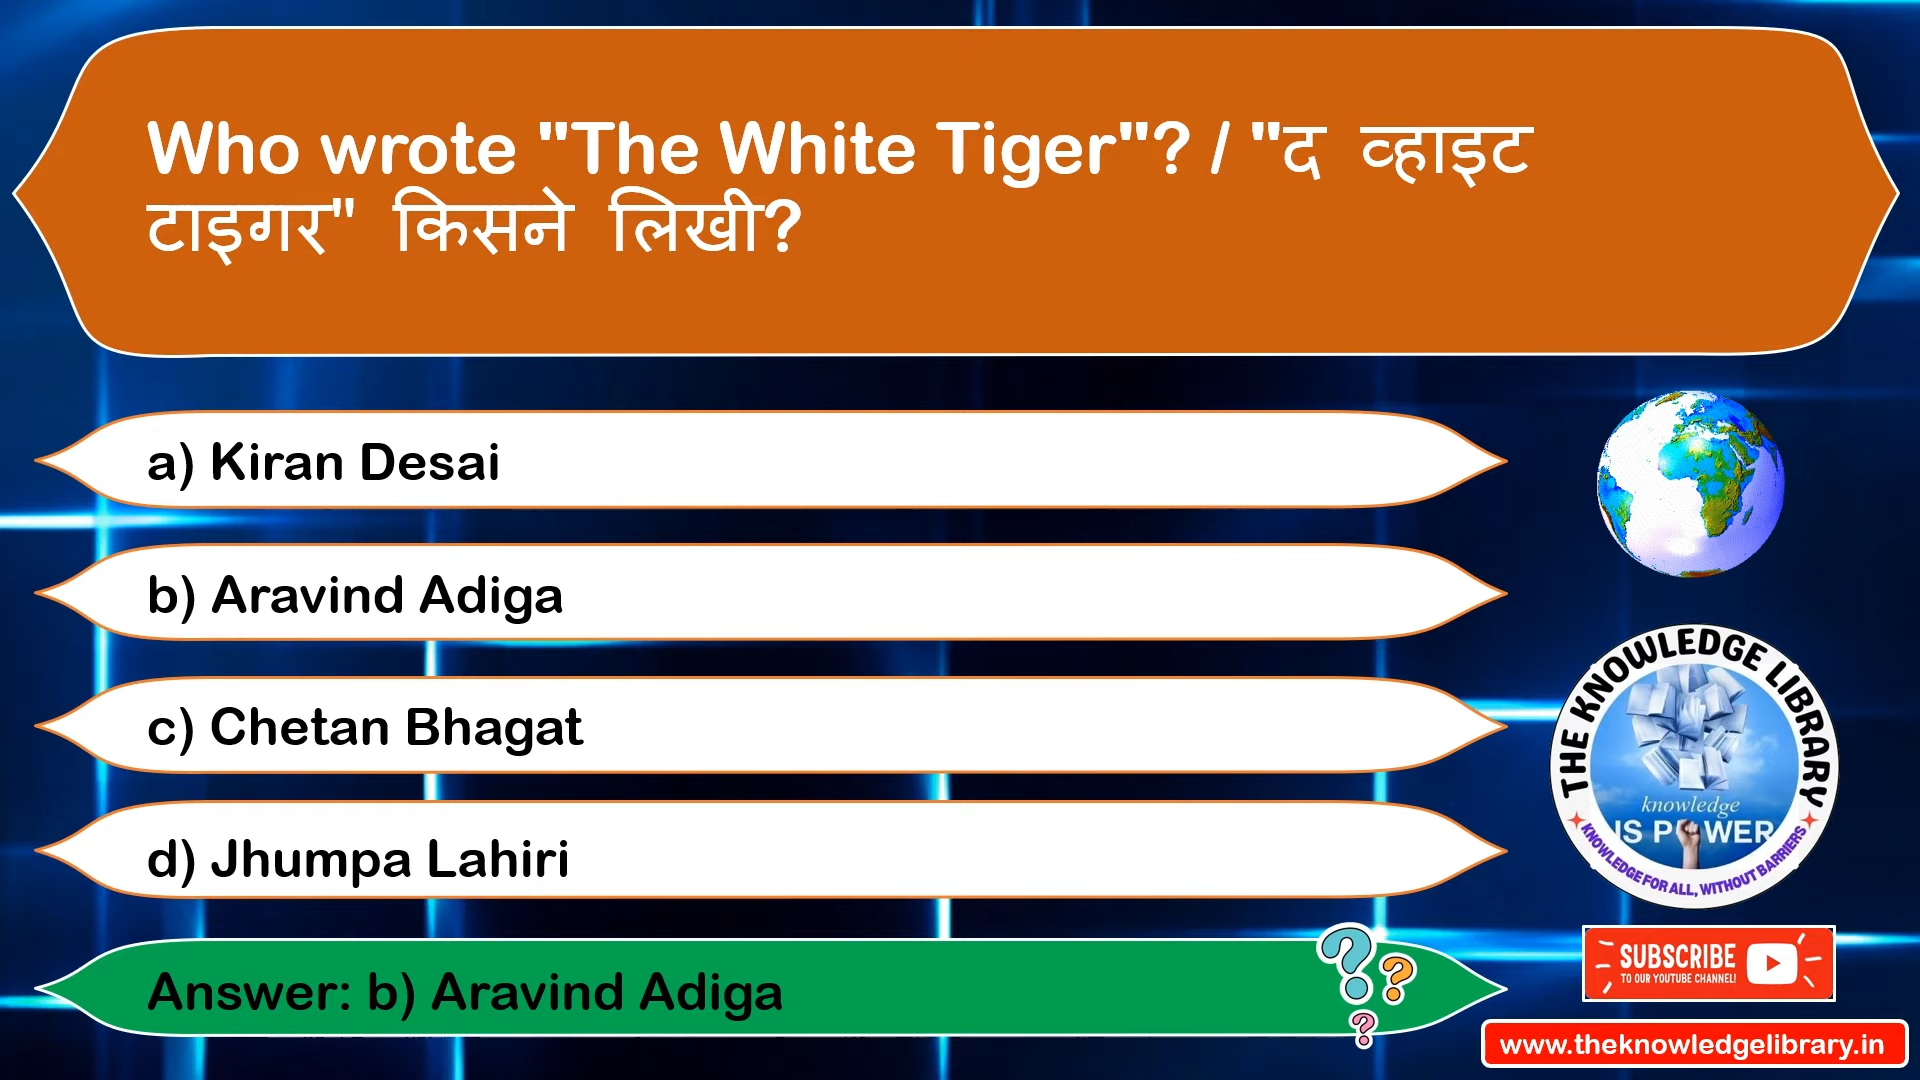 Who wrote "The White Tiger"? / "द व्हाइट
टाइगर" किसने लिखी?
a) Kiran Desai
b) Aravind Adiga
c) Chetan Bhagat
d) Jhumpa Lahiri
Answer: b) Aravind Adiga
THE KNOWLEDGE LIBRARY
knowledge
IS POWER
KNOWLEDGE FOR ALL, WITHOUT BARRIERS
SUBSCRIBE
TO OUR YOUTUBE CHANNEL!
www.theknowledgelibrary.in